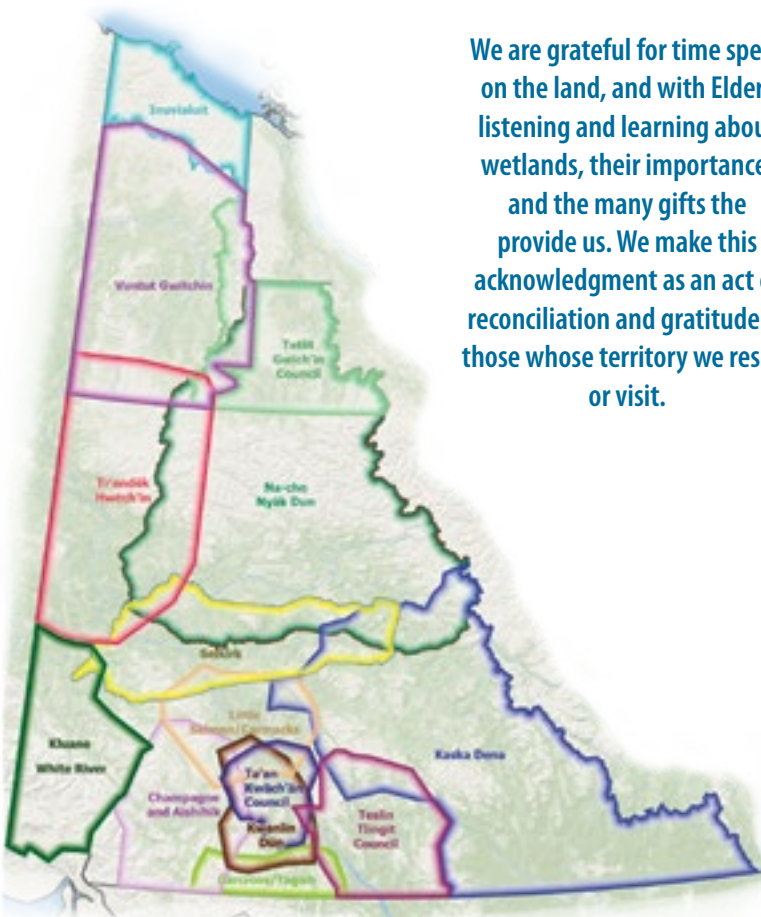 We are grateful for time spe
on the land, and with Elder
listening and learning abou
wetlands, their importance
and the many gifts the
provide us. We make this
acknowledgment as an act
reconciliation and gratitude
those whose territory we res
or visit.
Inuvialuit
Vuntut Gwitchin
Tetlit
Gwich'in
Council
Tr'ondëk
Hwëch'in
Na-cho
Nyäk Dun
Selkirk
Little
Salmon/Carmacks
Kluane
White River
Kaska Dena
Ta'an
Kwäch'än
Council
Champagne
and Aishihik
Kwanlin
Dün
Teslin
Tlingit
Council
Carcross/Tagish